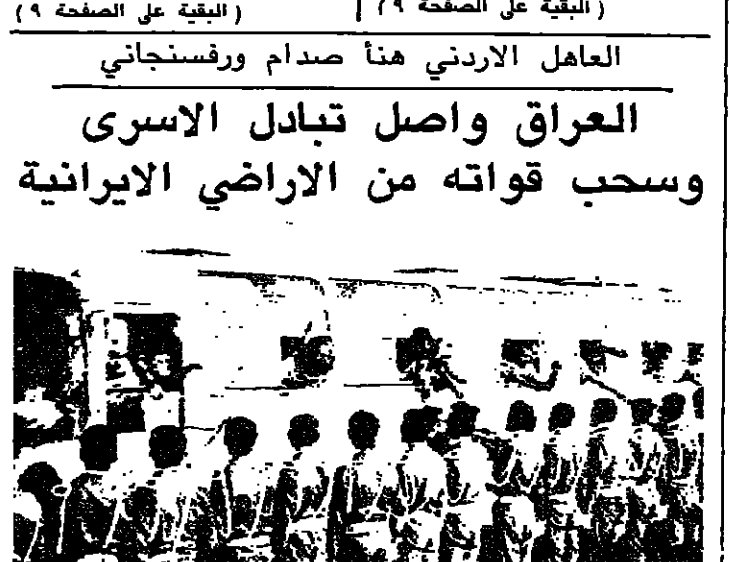 (البقية على الصفحة ٩)
(البقية على الصفحة ٩)
العاهل الاردني هنأ صدام ورفسنجاني
العراق واصل تبادل الاسرى
وسحب قواته من الاراضي الايرانية